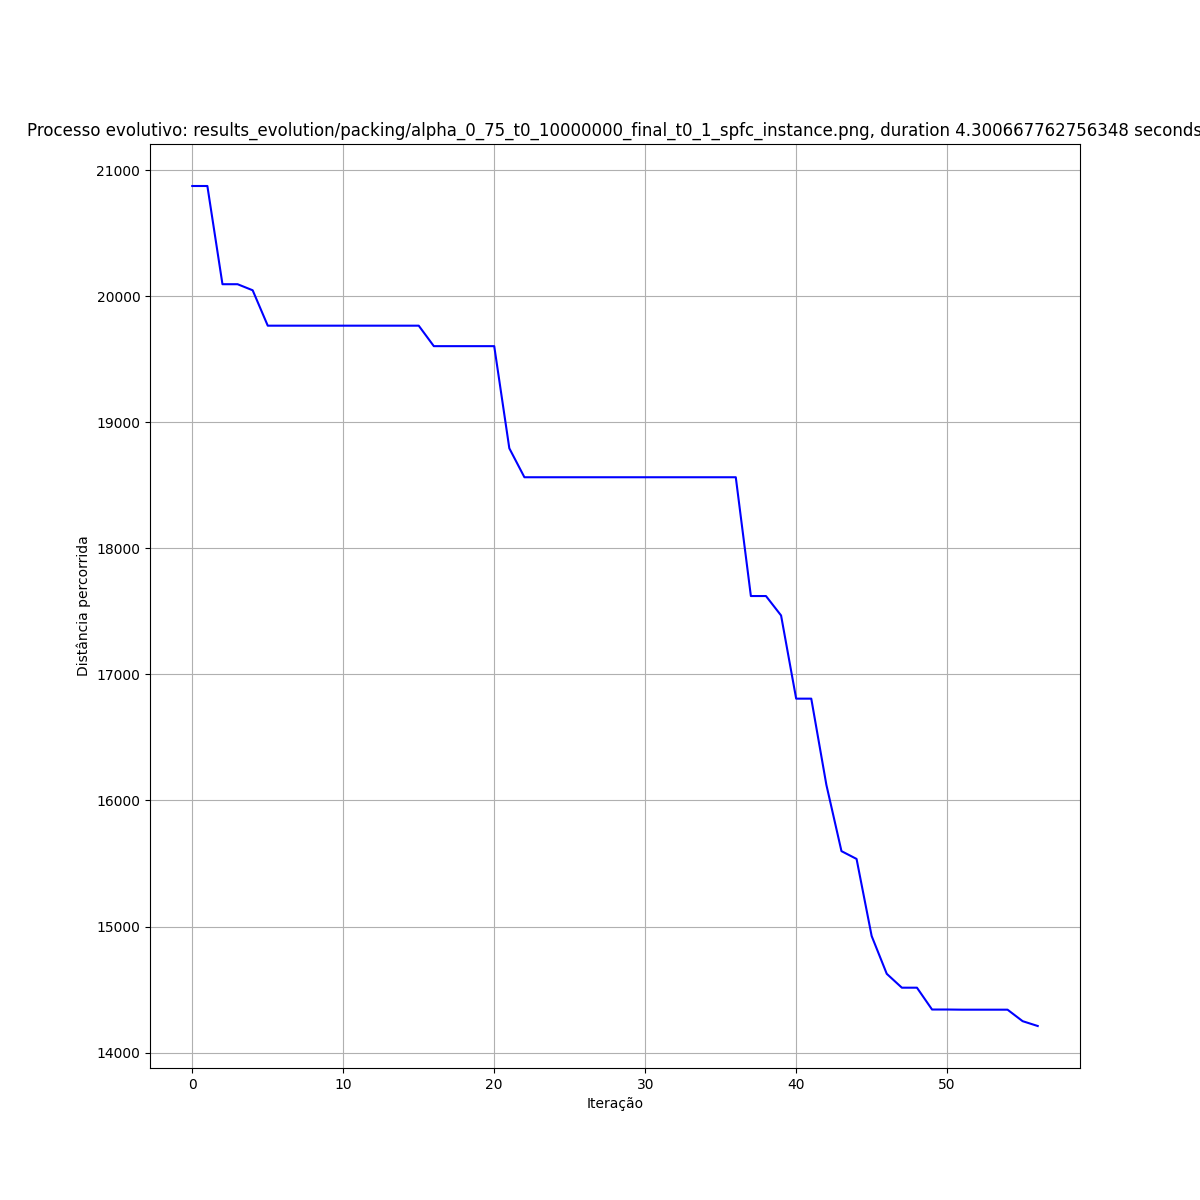 Processo evolutivo: results_evolution/packing/alpha_0_75_t0_10000000_final_t0_1_spfc_instance.png, duration 4.300667762756348 seconds
21000
20000
19000
18000
17000
16000
15000
14000
Distância percorrida
0 10 20 30 40 50
Iteração